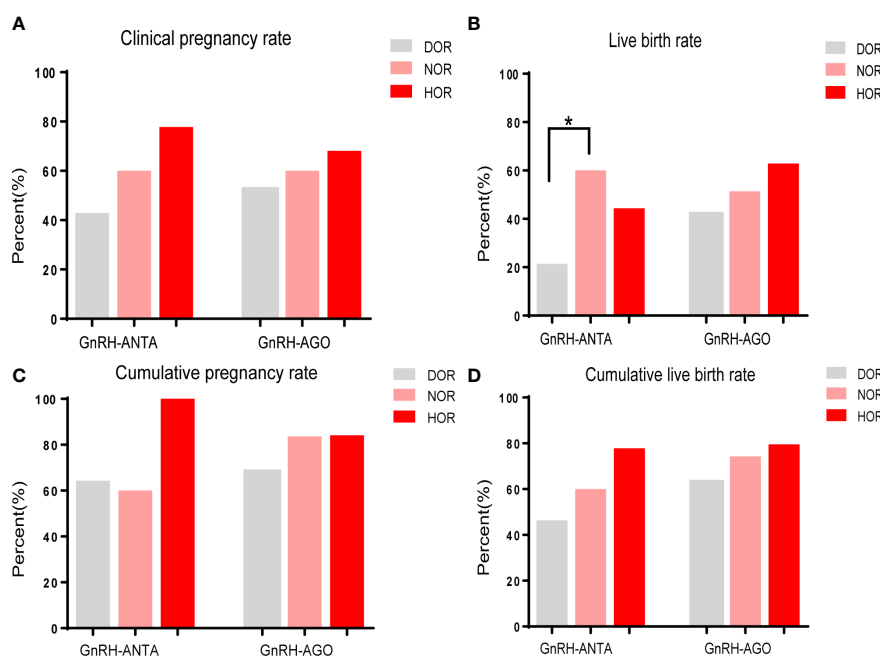 A
Clinical pregnancy rate
DOR
NOR
HOR
Percent(%)
100
80
60
40
20
0
GnRH-ANTA
GnRH-AGO
B
Live birth rate
DOR
NOR
HOR
Percent(%)
100
80
60
40
20
0
*
GnRH-ANTA
GnRH-AGO
C
Cumulative pregnancy rate
DOR
NOR
HOR
Percent(%)
100
80
60
40
20
0
GnRH-ANTA
GnRH-AGO
D
Cumulative live birth rate
DOR
NOR
HOR
Percent(%)
100
80
60
40
20
0
GnRH-ANTA
GnRH-AGO